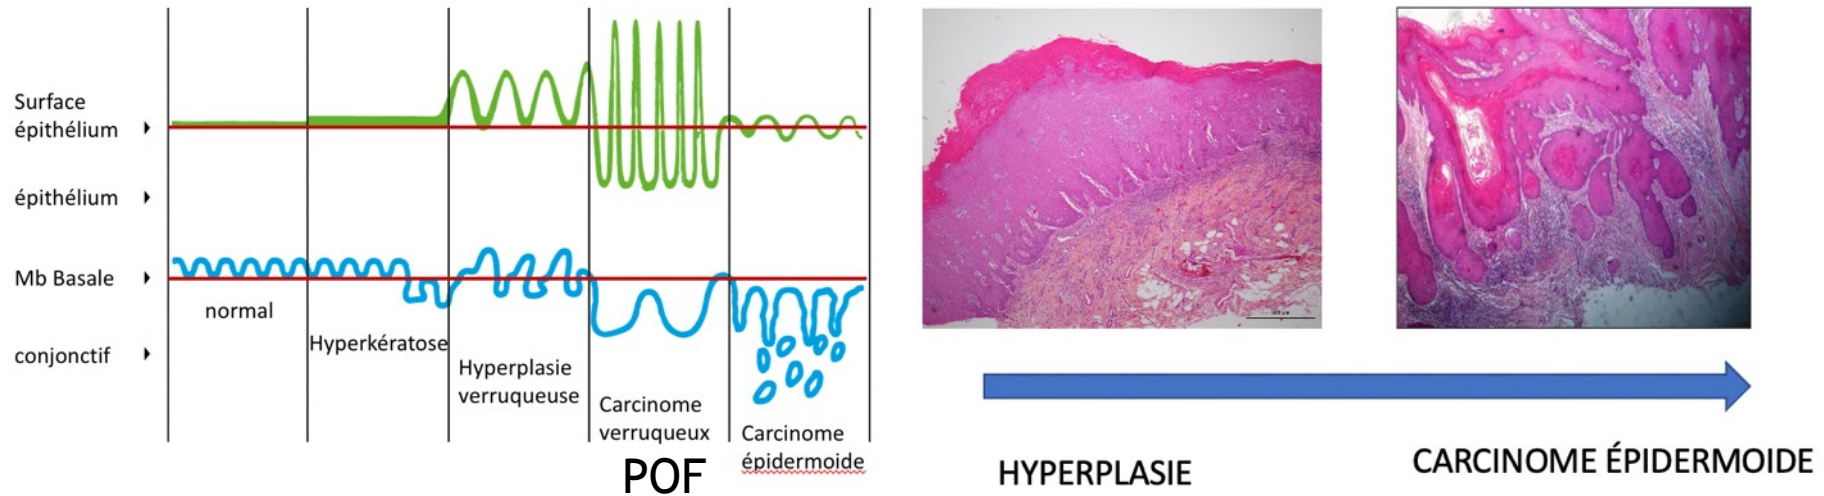 Surface
épithélium
épithélium
Mb Basale
conjonctif
normal
Hyperkératose
Hyperplasie
verruqueuse
Carcinome
verruqueux
Carcinome
épidermoide
POF
HYPERPLASIE
CARCINOME ÉPIDERMOIDE